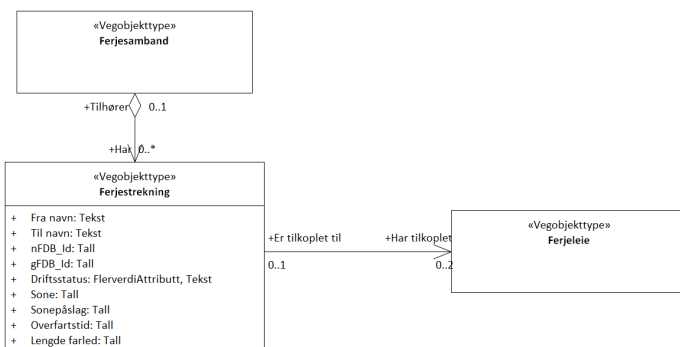 «Vegobjekttype»
Ferjesamband
+Tilhører 0..1
+Har 0..*
«Vegobjekttype»
Ferjestrekning
+ Fra navn: Tekst
+ Til navn: Tekst
+ nFDB_Id: Tall
+ gFDB_Id: Tall
+ Driftsstatus: FlerverdiAttributt, Tekst
+ Sone: Tall
+ Sonepåslag: Tall
+ Overfartstid: Tall
+ Lengde farled: Tall
+Er tilkoplet til +Har tilkoplet
0..1 0..2
«Vegobjekttype»
Ferjeleie